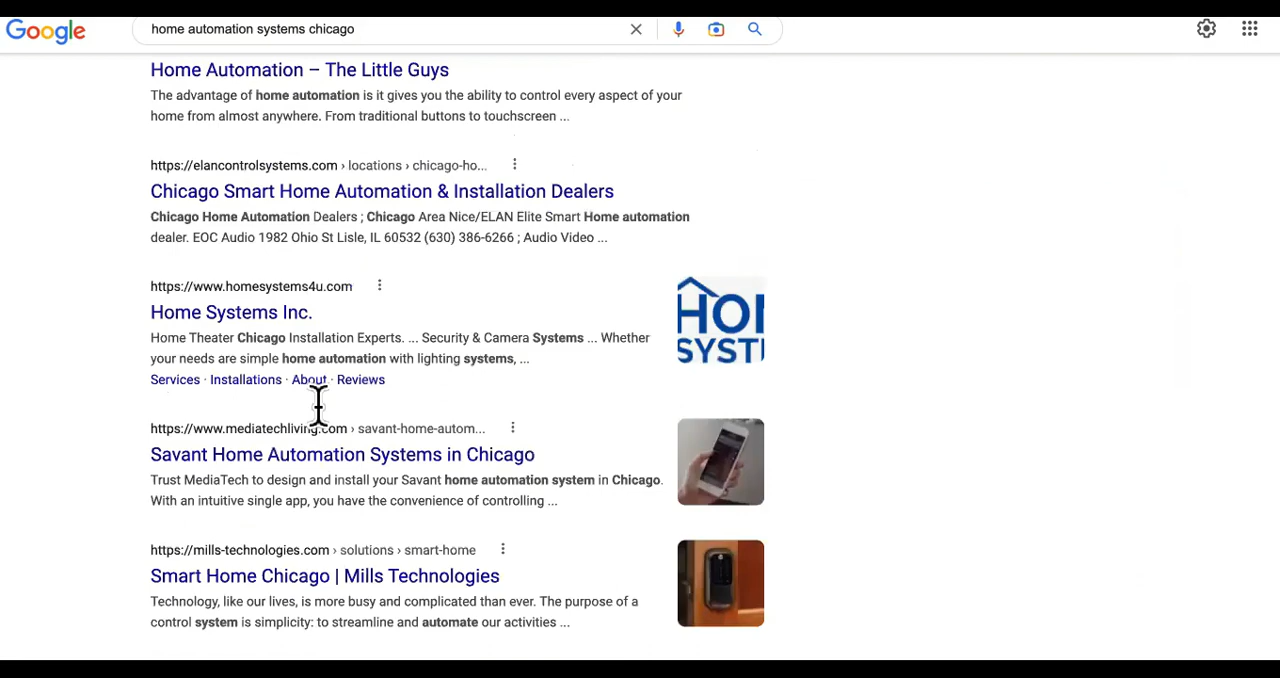 Google
home automation systems chicago
Home Automation – The Little Guys
The advantage of home automation is it gives you the ability to control every aspect of your
home from almost anywhere. From traditional buttons to touchscreen ...
https://elancontrolsystems.com › locations › chicago-ho...
Chicago Smart Home Automation & Installation Dealers
Chicago Home Automation Dealers ; Chicago Area Nice/ELAN Elite Smart Home automation
dealer. EOC Audio 1982 Ohio St Lisle, IL 60532 (630) 386-6266 ; Audio Video ...
https://www.homesystems4u.com
Home Systems Inc.
Home Theater Chicago Installation Experts. ... Security & Camera Systems ... Whether
your needs are simple home automation with lighting systems, ...
Services · Installations · About · Reviews
HOM
SYSTE
https://www.mediatechliving.com › savant-home-autom...
Savant Home Automation Systems in Chicago
Trust MediaTech to design and install your Savant home automation system in Chicago.
With an intuitive single app, you have the convenience of controlling ...
https://mills-technologies.com › solutions › smart-home
Smart Home Chicago | Mills Technologies
Technology, like our lives, is more busy and complicated than ever. The purpose of a
control system is simplicity: to streamline and automate our activities ...